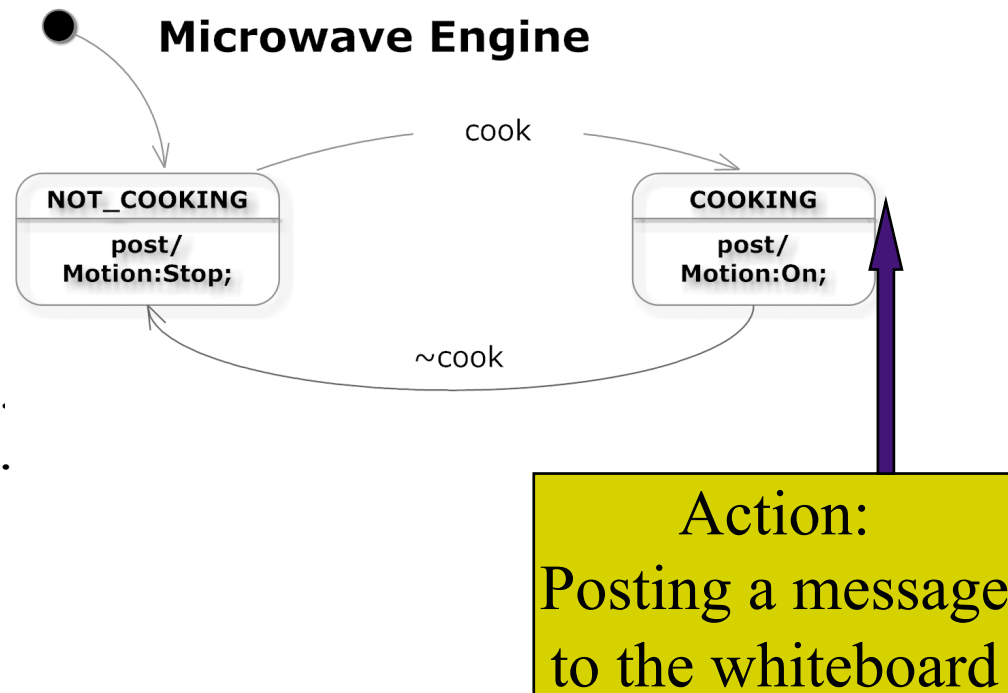 Microwave Engine
cook
NOT_COOKING
post/
Motion:Stop;
COOKING
post/
Motion:On;
~cook
Action:
Posting a message
to the whiteboard